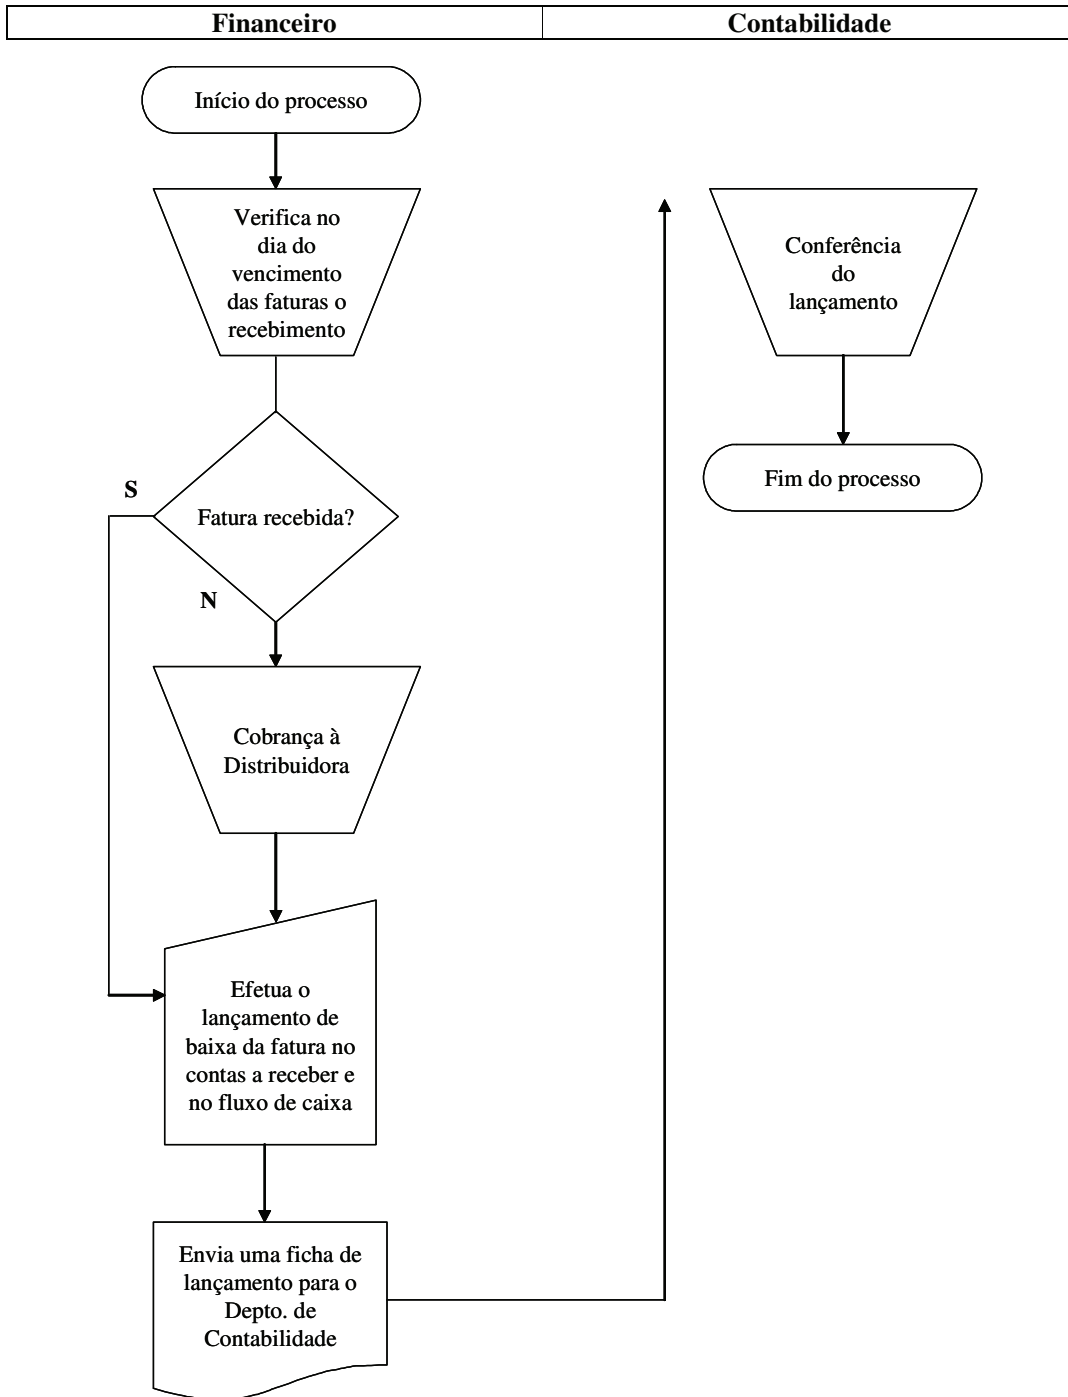 Financeiro
Contabilidade
Início do processo
Verifica no
dia do
vencimento
das faturas o
recebimento
S
Fatura recebida?
N
Cobrança à
Distribuidora
Efetua o
lançamento de
baixa da fatura no
contas a receber e
no fluxo de caixa
Envia uma ficha de
lançamento para o
Depto. de
Contabilidade
Conferência
do
lançamento
Fim do processo